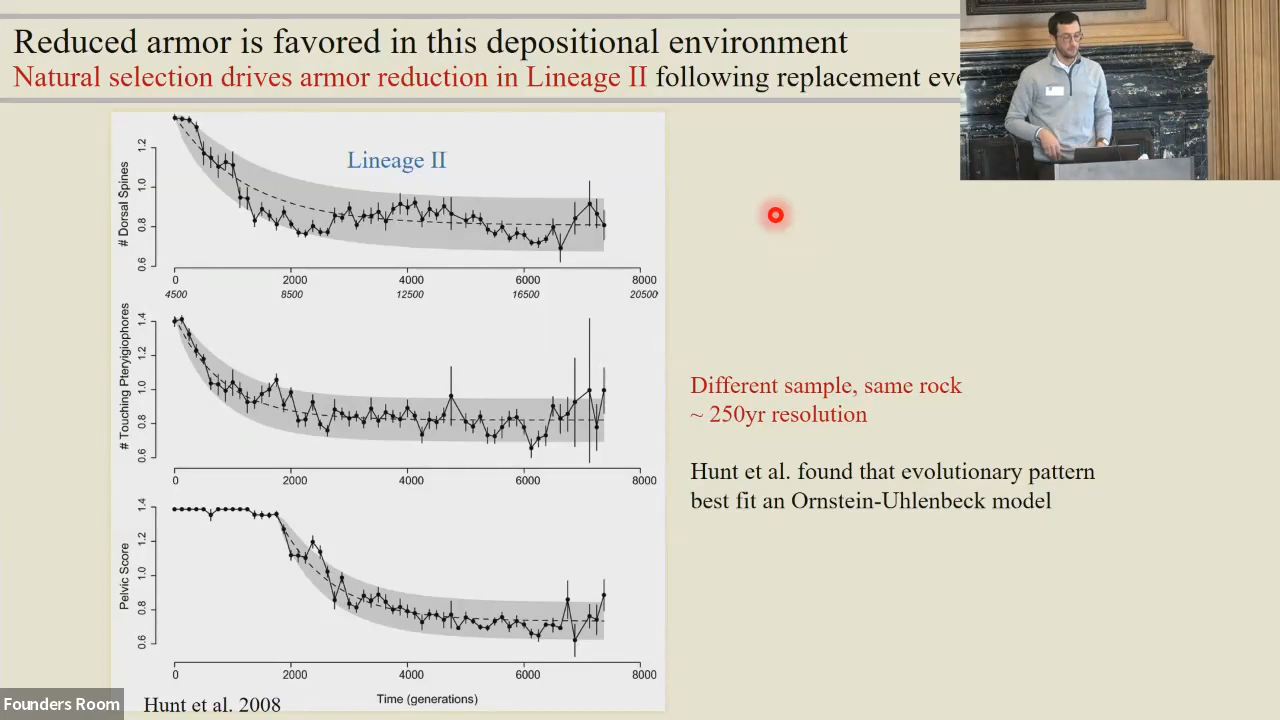 Reduced armor is favored in this depositional environment
Natural selection drives armor reduction in Lineage II following replacement eve
Lineage II
# Dorsal Spines
1.2
1.0
0.8
0.6
0 2000 4000 6000 8000
4500 8500 12500 16500 20500
# Touching Pteryigiophores
1.4
1.2
1.0
0.8
0.6
0 2000 4000 6000 8000
Different sample, same rock
~ 250yr resolution
Hunt et al. found that evolutionary pattern
best fit an Ornstein-Uhlenbeck model
Pelvic Score
1.4
1.2
1.0
0.8
0.6
0 2000 4000 6000 8000
Time (generations)
Hunt et al. 2008
Founders Room